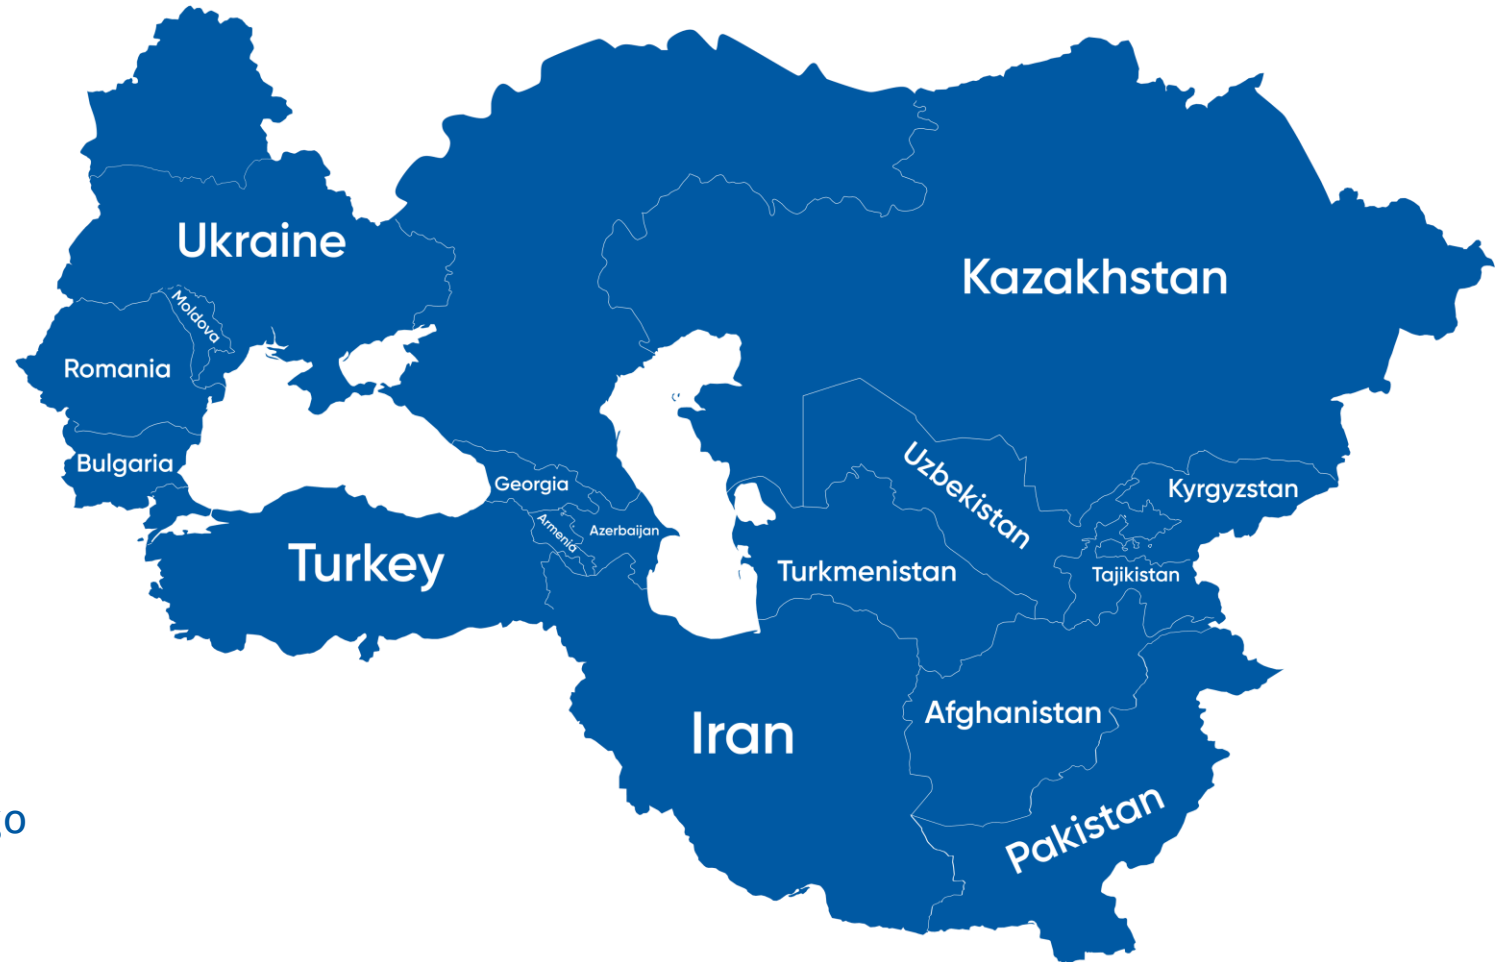 Ukraine
Kazakhstan
Moldova
Romania
Bulgaria
Georgia
Uzbekistan
Kyrgyzstan
Armenia
Azerbaijan
Turkey
Turkmenistan
Tajikistan
Iran
Afghanistan
Pakistan